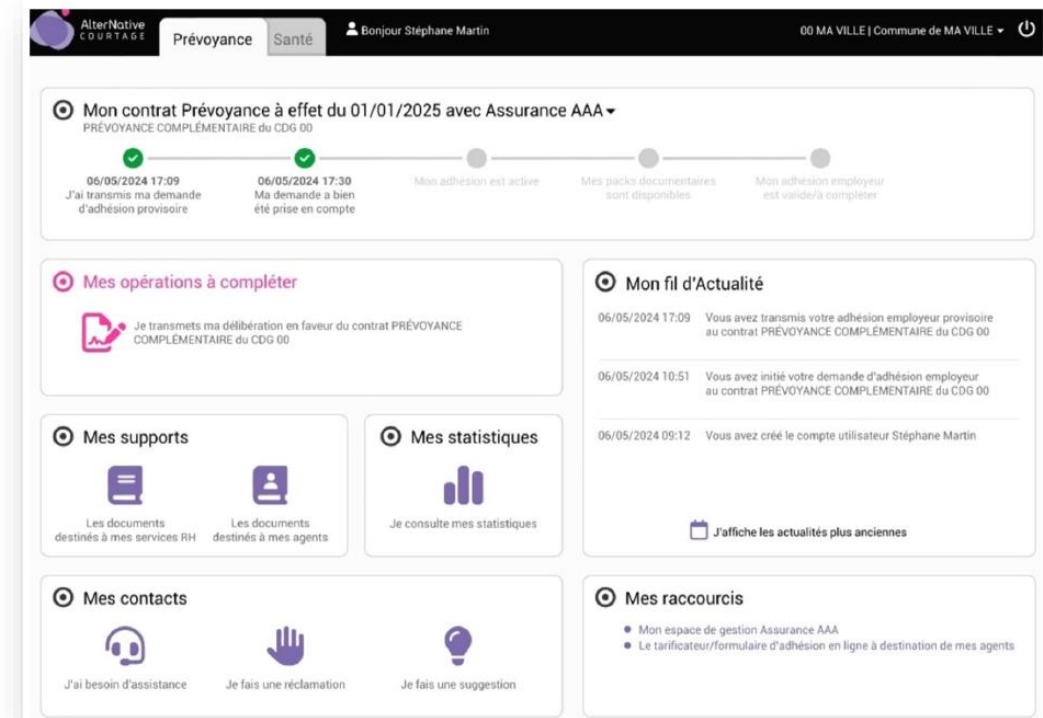 AlterNative
COURTAGE
Prévoyance
Santé
Bonjour Stéphane Martin
00 MA VILLE | Commune de MA VILLE
Mon contrat Prévoyance à effet du 01/01/2025 avec Assurance AAA
PRÉVOYANCE COMPLÉMENTAIRE du CDG 00
06/05/2024 17:09
J'ai transmis ma demande
d'adhésion provisoire
06/05/2024 17:30
Ma demande a bien
été prise en compte
Mon adhésion est active
Mes packs documentaires
sont disponibles
Mon adhésion employeur
est valide/à compléter
Mes opérations à compléter
Je transmets ma délibération en faveur du contrat PRÉVOYANCE
COMPLÉMENTAIRE du CDG 00
Mon fil d'Actualité
06/05/2024 17:09 Vous avez transmis votre adhésion employeur provisoire
au contrat PRÉVOYANCE COMPLÉMENTAIRE du CDG 00
06/05/2024 10:51 Vous avez initié votre demande d'adhésion employeur
au contrat PRÉVOYANCE COMPLEMENTAIRE du CDG 00
06/05/2024 09:12 Vous avez créé le compte utilisateur Stéphane Martin
J'affiche les actualités plus anciennes
Mes supports
Les documents
destinés à mes services RH
Les documents
destinés à mes agents
Mes statistiques
Je consulte mes statistiques
Mes contacts
J'ai besoin d'assistance
Je fais une réclamation
Je fais une suggestion
Mes raccourcis
Mon espace de gestion Assurance AAA
Le tarificateur/formulaire d'adhésion en ligne à destination de mes agents